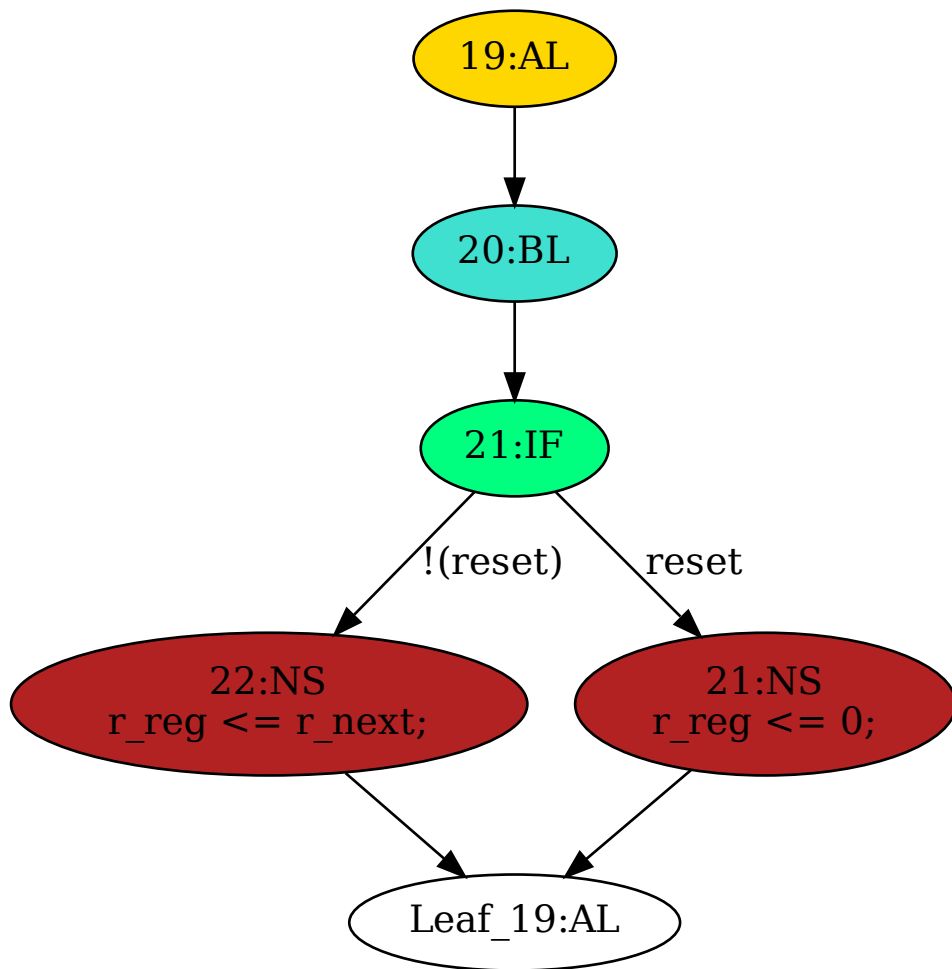 19:AL
20:BL
21:IF
!(reset)
reset
22:NS
r_reg <= r_next;
21:NS
r_reg <= 0;
Leaf_19:AL